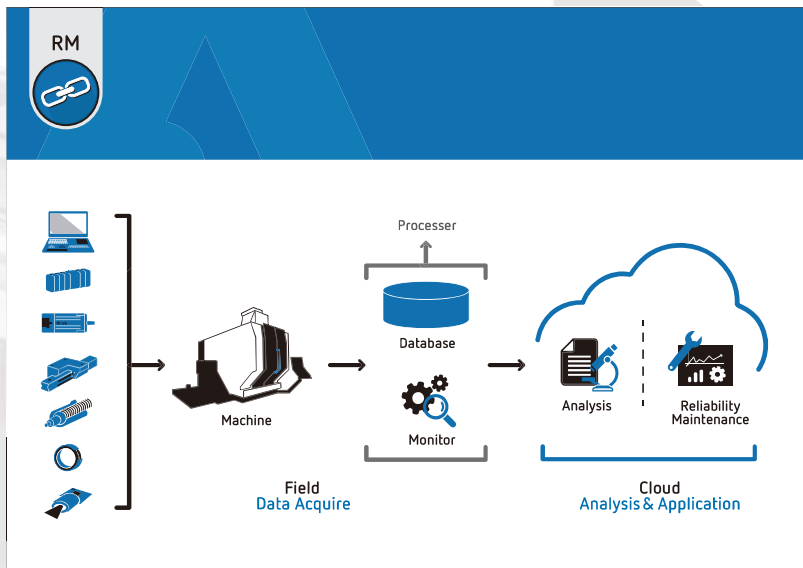 RM
Processer
Database
Machine
Monitor
Analysis
Reliability
Maintenance
Field
Data Acquire
Cloud
Analysis & Application